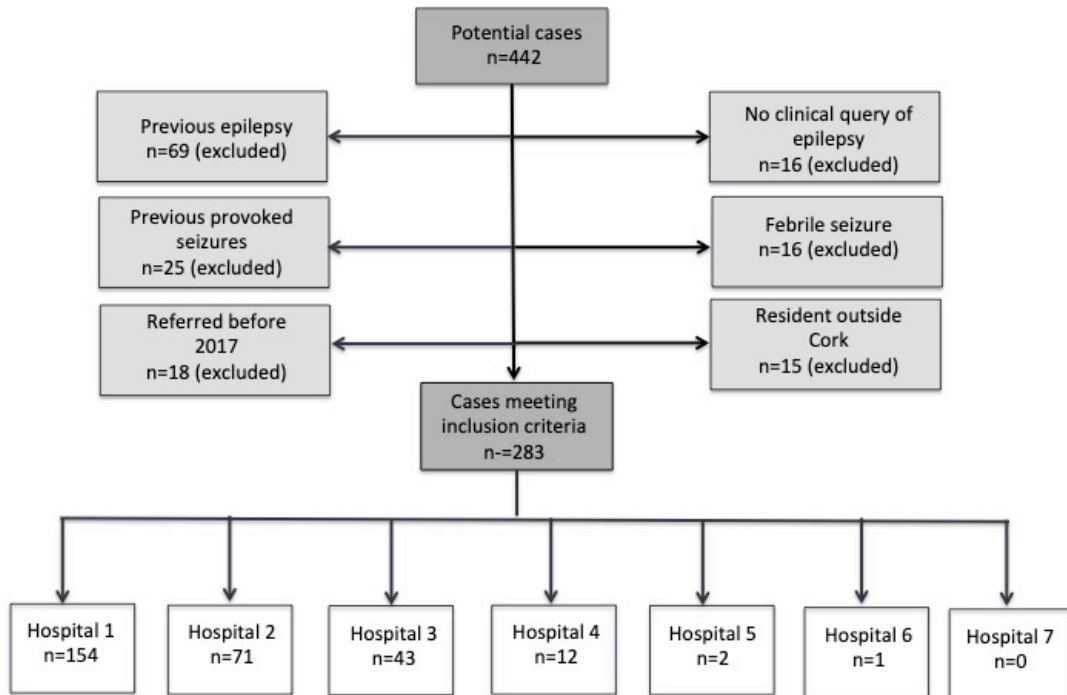 Potential cases
n=442
Previous epilepsy
n=69 (excluded)
No clinical query of
epilepsy
n=16 (excluded)
Previous provoked
seizures
n=25 (excluded)
Febrile seizure
n=16 (excluded)
Referred before
2017
n=18 (excluded)
Resident outside
Cork
n=15 (excluded)
Cases meeting
inclusion criteria
n-=283
Hospital 1
n=154
Hospital 2
n=71
Hospital 3
n=43
Hospital 4
n=12
Hospital 5
n=2
Hospital 6
n=1
Hospital 7
n=0